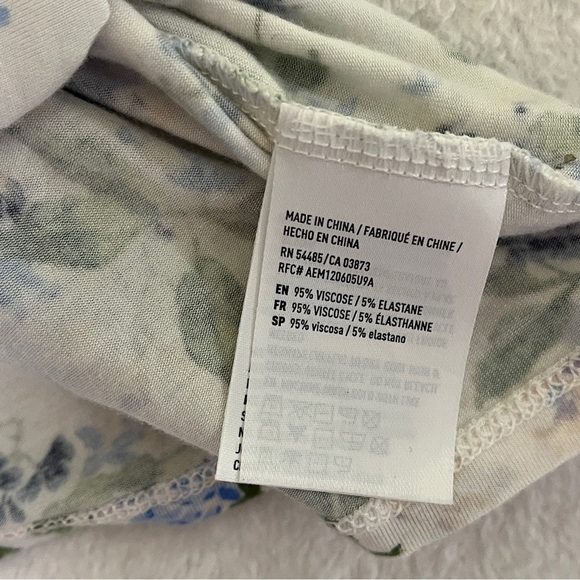 MADE IN CHINA / FABRIQUÉ EN CHINE /
HECHO EN CHINA
RN 54485/CA 03873
RFC# AEM120605U9A
EN 95% VISCOSE / 5% ELASTANE
FR 95% VISCOSE / 5% ÉLASTHANNE
SP 95% viscosa / 5% elastano